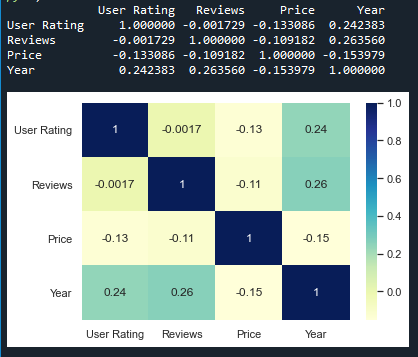 User Rating Reviews Price Year
User Rating 1.000000 -0.001729 -0.133086 0.242383
Reviews -0.001729 1.000000 -0.109182 0.263560
Price -0.133086 -0.109182 1.000000 -0.153979
Year 0.242383 0.263560 -0.153979 1.000000
User Rating 1 -0.0017 -0.13 0.24
Reviews -0.0017 1 -0.11 0.26
Price -0.13 -0.11 1 -0.15
Year 0.24 0.26 -0.15 1
User Rating Reviews Price Year
1.0
0.8
0.6
0.4
0.2
0.0